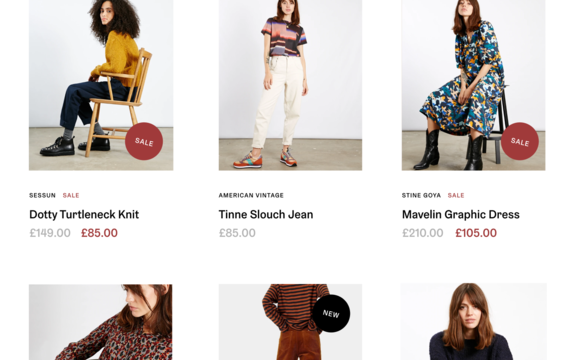 SALE
SALE
SESSUN SALE
Dotty Turtleneck Knit
£149.00 £85.00
AMERICAN VINTAGE
Tinne Slouch Jean
£85.00
STINE GOYA SALE
Mavelin Graphic Dress
£210.00 £105.00
NEW